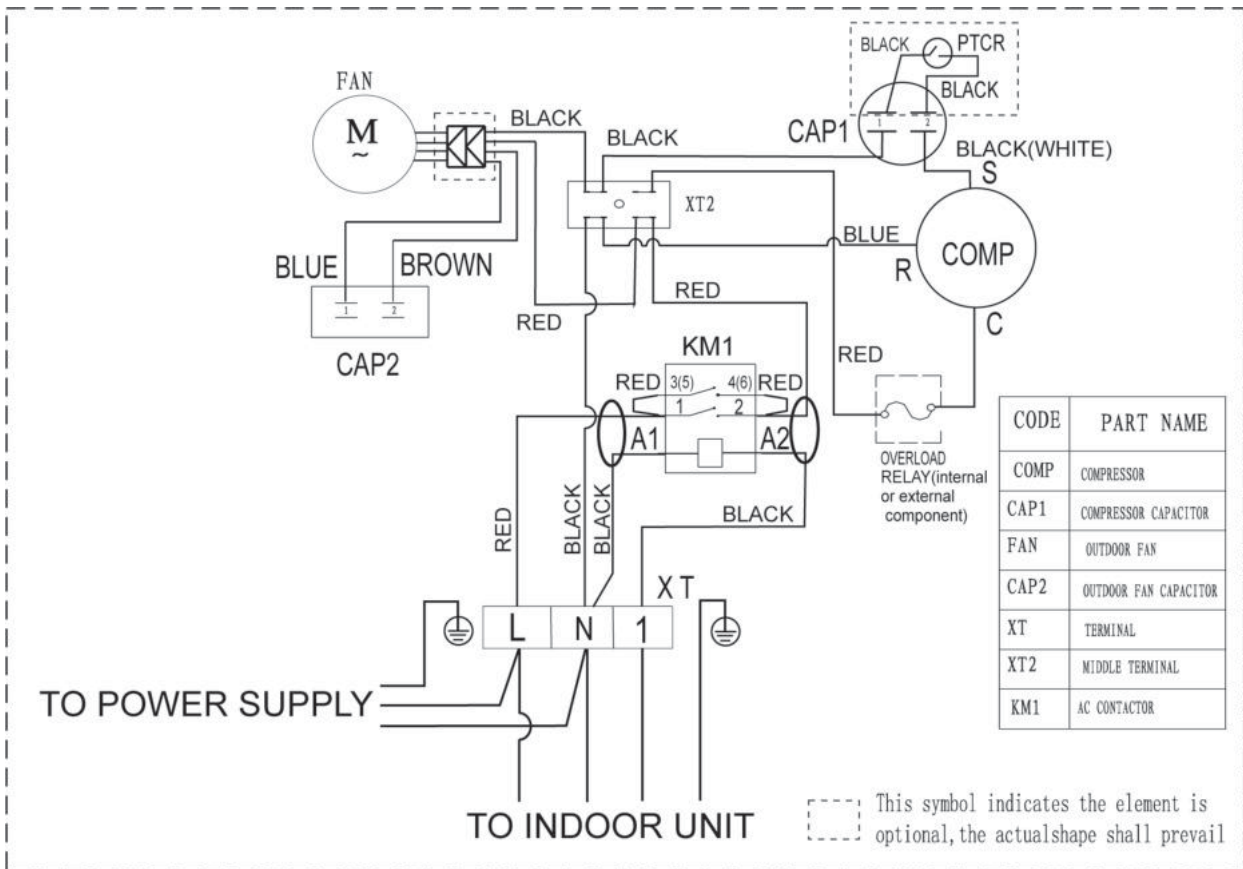 FAN
M
~
BLACK
BLACK
BLACK
PTCR
BLACK
CAP1
1
2
BLACK(WHITE)
S
XT2
BLUE
COMP
R
C
BLUE
BROWN
1
2
CAP2
RED
RED
RED
KM1
RED
3(5)
4(6)
RED
1
2
A1
A2
OVERLOAD
RELAY(internal
or external
component)
RED
BLACK
BLACK
BLACK
X T
L
N
1
TO POWER SUPPLY
TO INDOOR UNIT
CODE PART NAME
COMP COMPRESSOR
CAP1 COMPRESSOR CAPACITOR
FAN OUTDOOR FAN
CAP2 OUTDOOR FAN CAPACITOR
XT TERMINAL
XT2 MIDDLE TERMINAL
KM1 AC CONTACTOR
This symbol indicates the element is
optional,the actualshape shall prevail